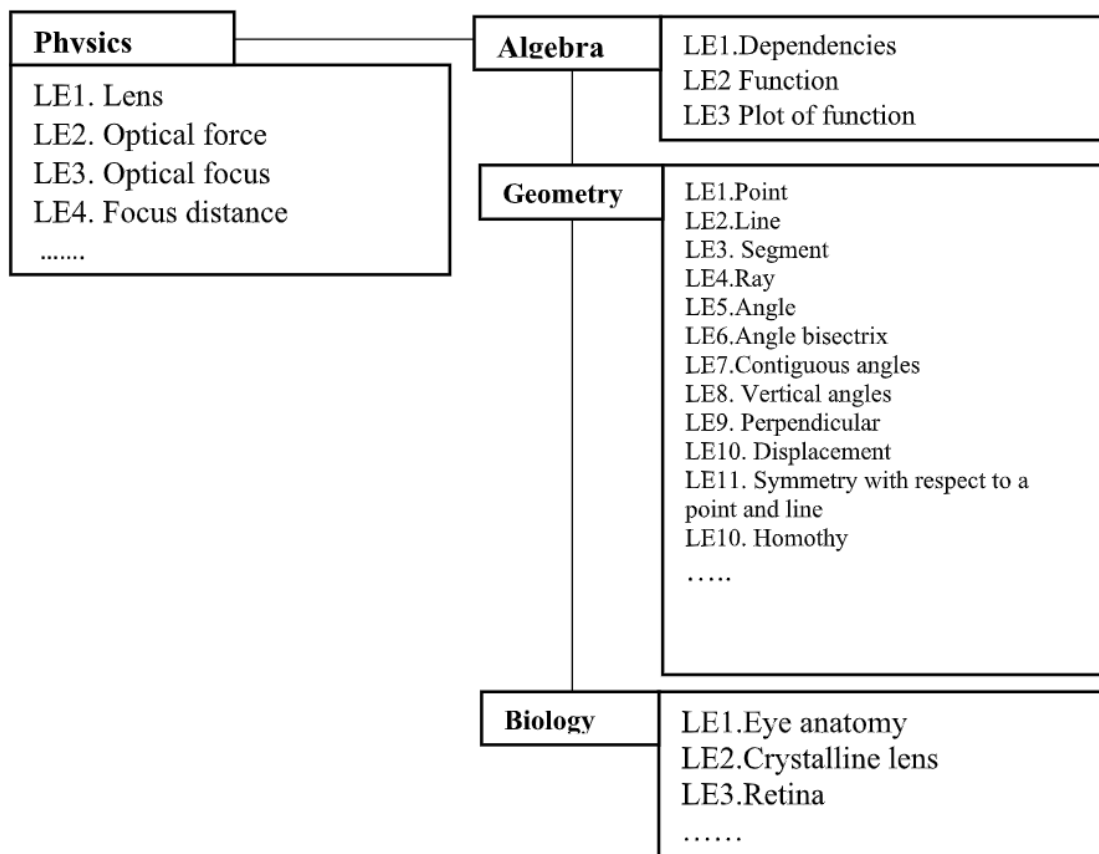 Physics
LE1. Lens
LE2. Optical force
LE3. Optical focus
LE4. Focus distance
.......
Algebra
LE1.Dependencies
LE2 Function
LE3 Plot of function
Geometry
LE1.Point
LE2.Line
LE3. Segment
LE4.Ray
LE5.Angle
LE6.Angle bisectrix
LE7.Contiguous angles
LE8. Vertical angles
LE9. Perpendicular
LE10. Displacement
LE11. Symmetry with respect to a
point and line
LE10. Homothy
…..
Biology
LE1.Eye anatomy
LE2.Crystalline lens
LE3.Retina
……